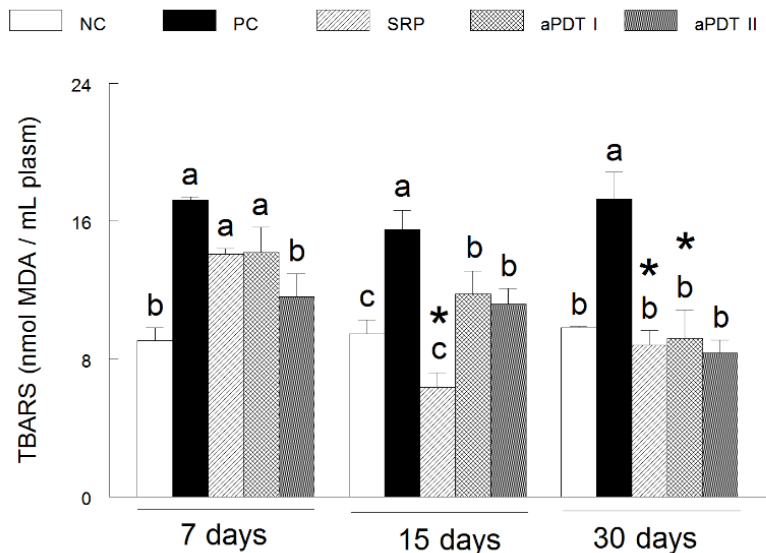 NC PC SRP aPDT I aPDT II
TBARS (nmol MDA / mL plasm)
24
16
8
0
b a a a b
c a * c b b
b a * b * b b
7 days 15 days 30 days